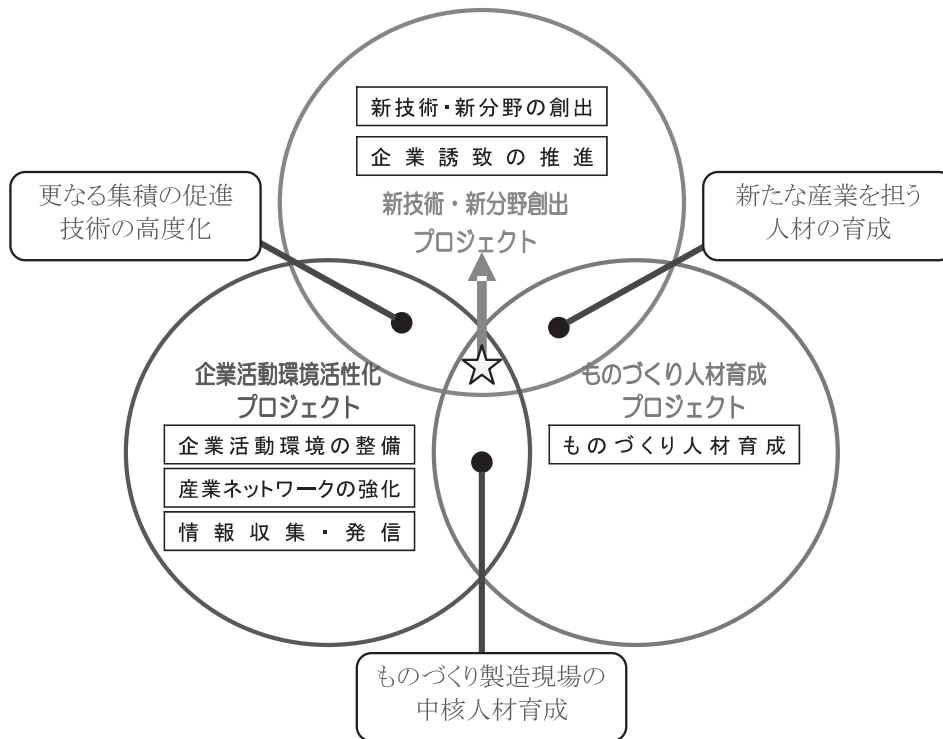 新技術・新分野の創出
企業誘致の推進
新技術・新分野創出
プロジェクト
更なる集積の促進
技術の高度化
新たな産業を担う
人材の育成
企業活動環境活性化
プロジェクト
企業活動環境の整備
産業ネットワークの強化
情報収集・発信
ものづくり人材育成
プロジェクト
ものづくり人材育成
ものづくり製造現場の
中核人材育成